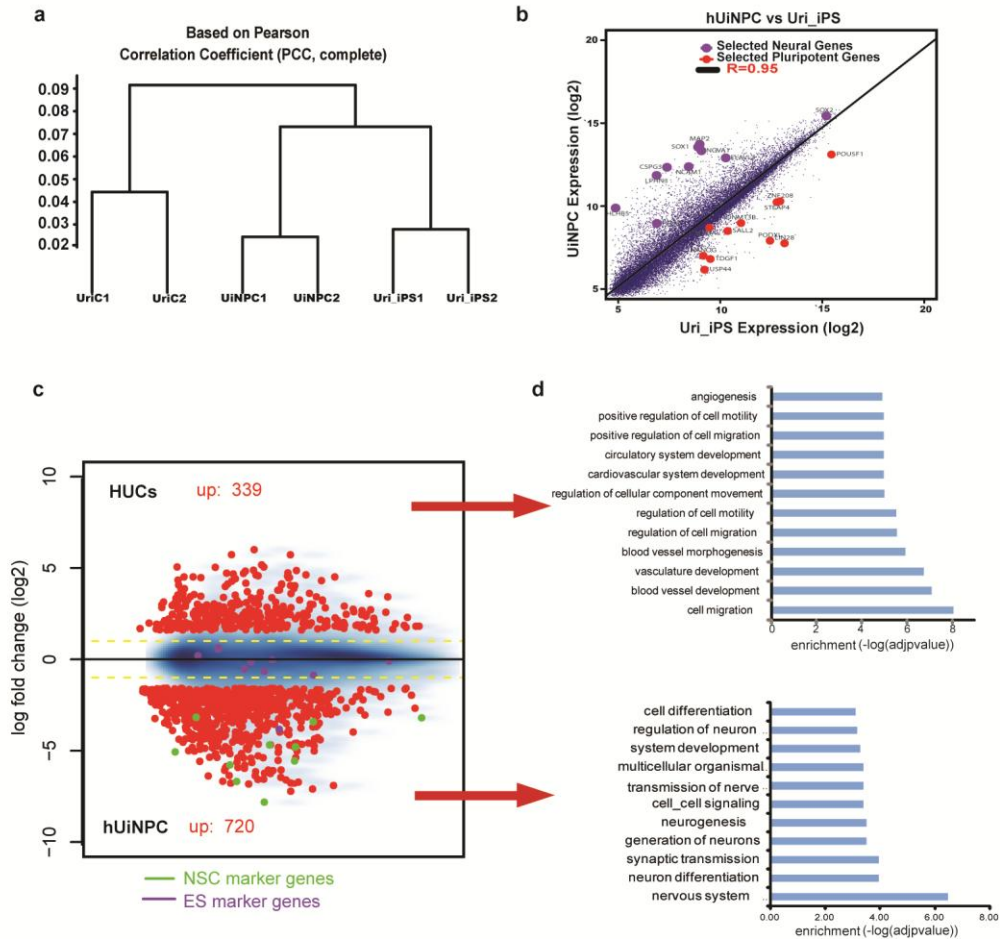 a
Based on Pearson
Correlation Coefficient (PCC, complete)
0.09
0.08
0.07
0.06
0.05
0.04
0.03
0.02
UriC1
UriC2
UiNPC1
UiNPC2
Uri_iPS1
Uri_iPS2
b
hUiNPC vs Uri_iPS
Selected Neural Genes
Selected Pluripotent Genes
R=0.95
UiNPC Expression (log2)
20
15
10
5
SOX2
MAP2
SOX1
CSPG3
NCAM1
POU5F1
ZNF206
SALL2
LIN28
TDGF1
USP44
5
10
15
20
Uri_iPS Expression (log2)
c
log fold change (log2)
10
5
0
−5
−10
HUCs up: 339
hUiNPC up: 720
NSC marker genes
ES marker genes
d
angiogenesis
positive regulation of cell motility
positive regulation of cell migration
circulatory system development
cardiovascular system development
regulation of cellular component movement
regulation of cell motility
regulation of cell migration
blood vessel morphogenesis
vasculature development
blood vessel development
cell migration
0 2 4 6 8
enrichment (-log(adjpvalue))
cell differentiation
regulation of neuron...
system development
multicellular organismal...
transmission of nerve...
cell_cell signaling
neurogenesis
generation of neurons
synaptic transmission
neuron differentiation
nervous system...
0.00 2.00 4.00 6.00 8.00
enrichment (-log(adjpvalue))